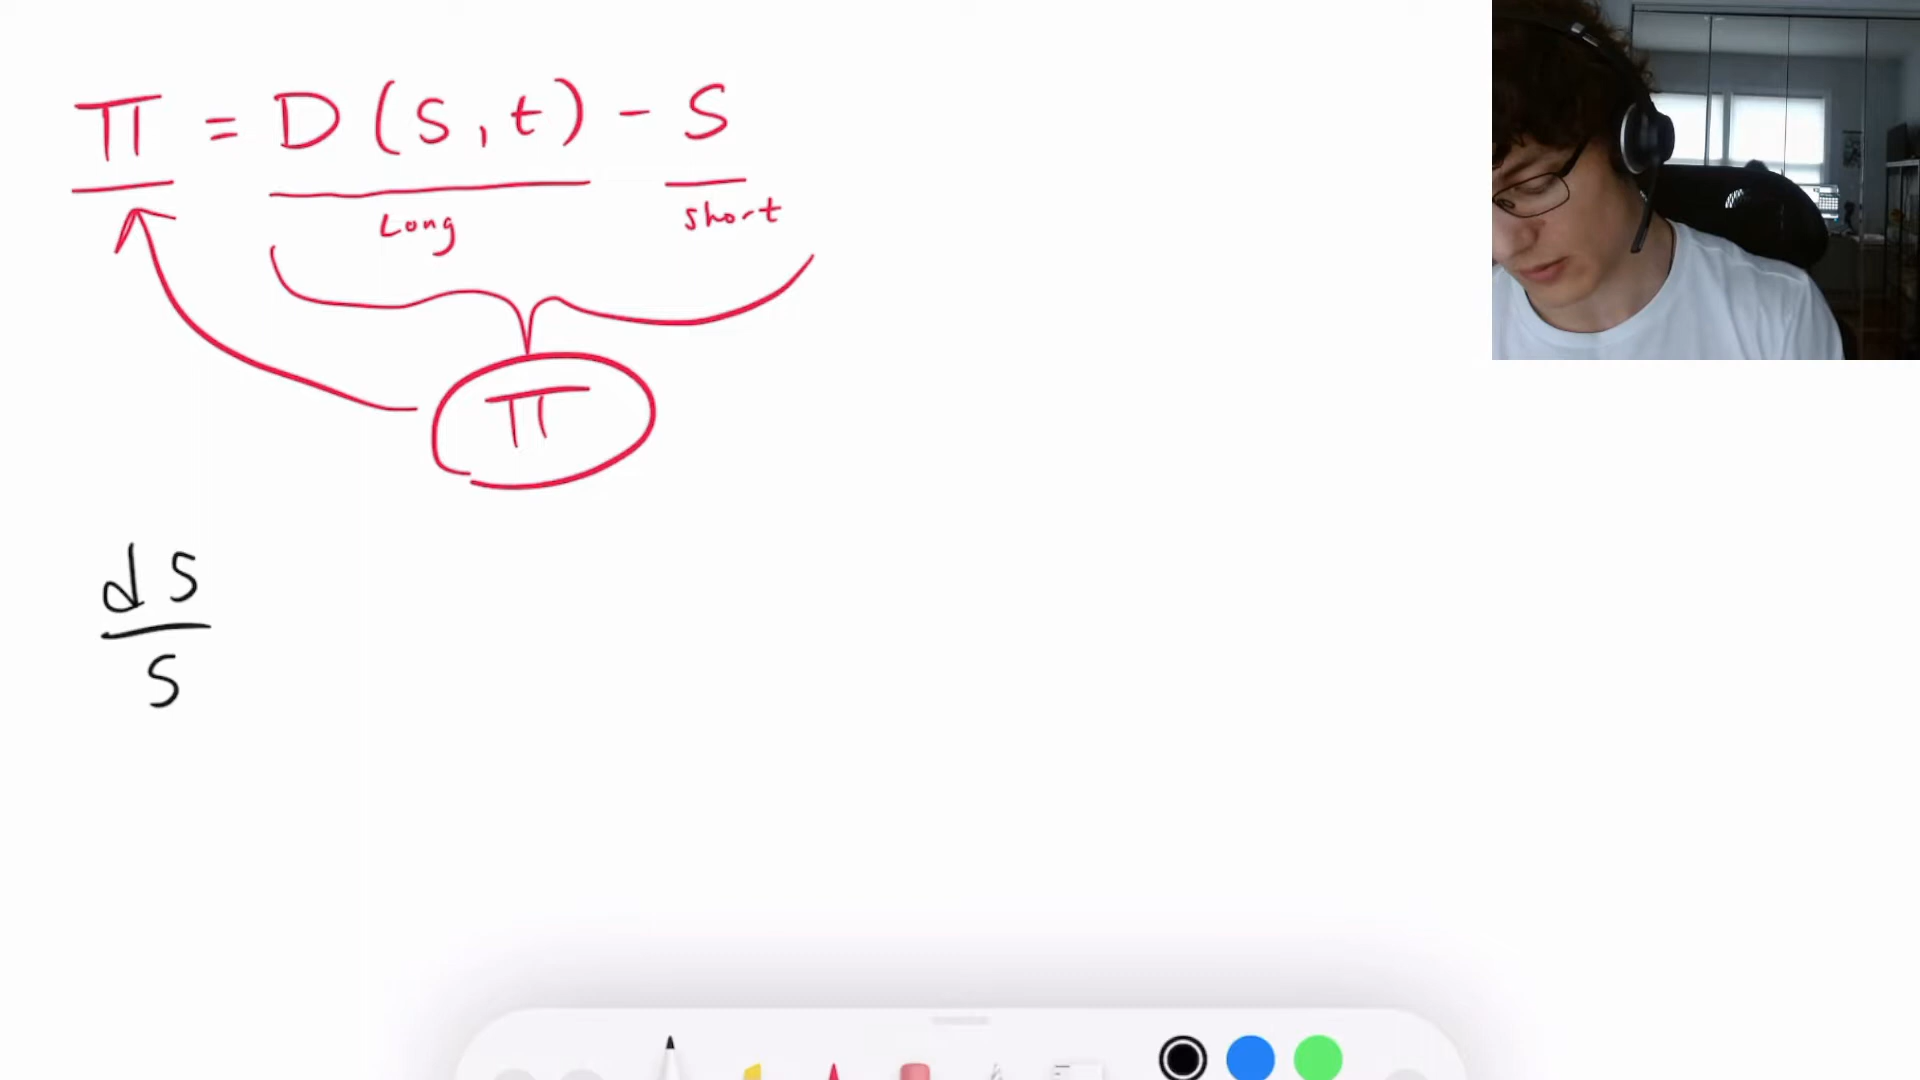 Π = D(S,t) - S
Long
short
Π
dS
S